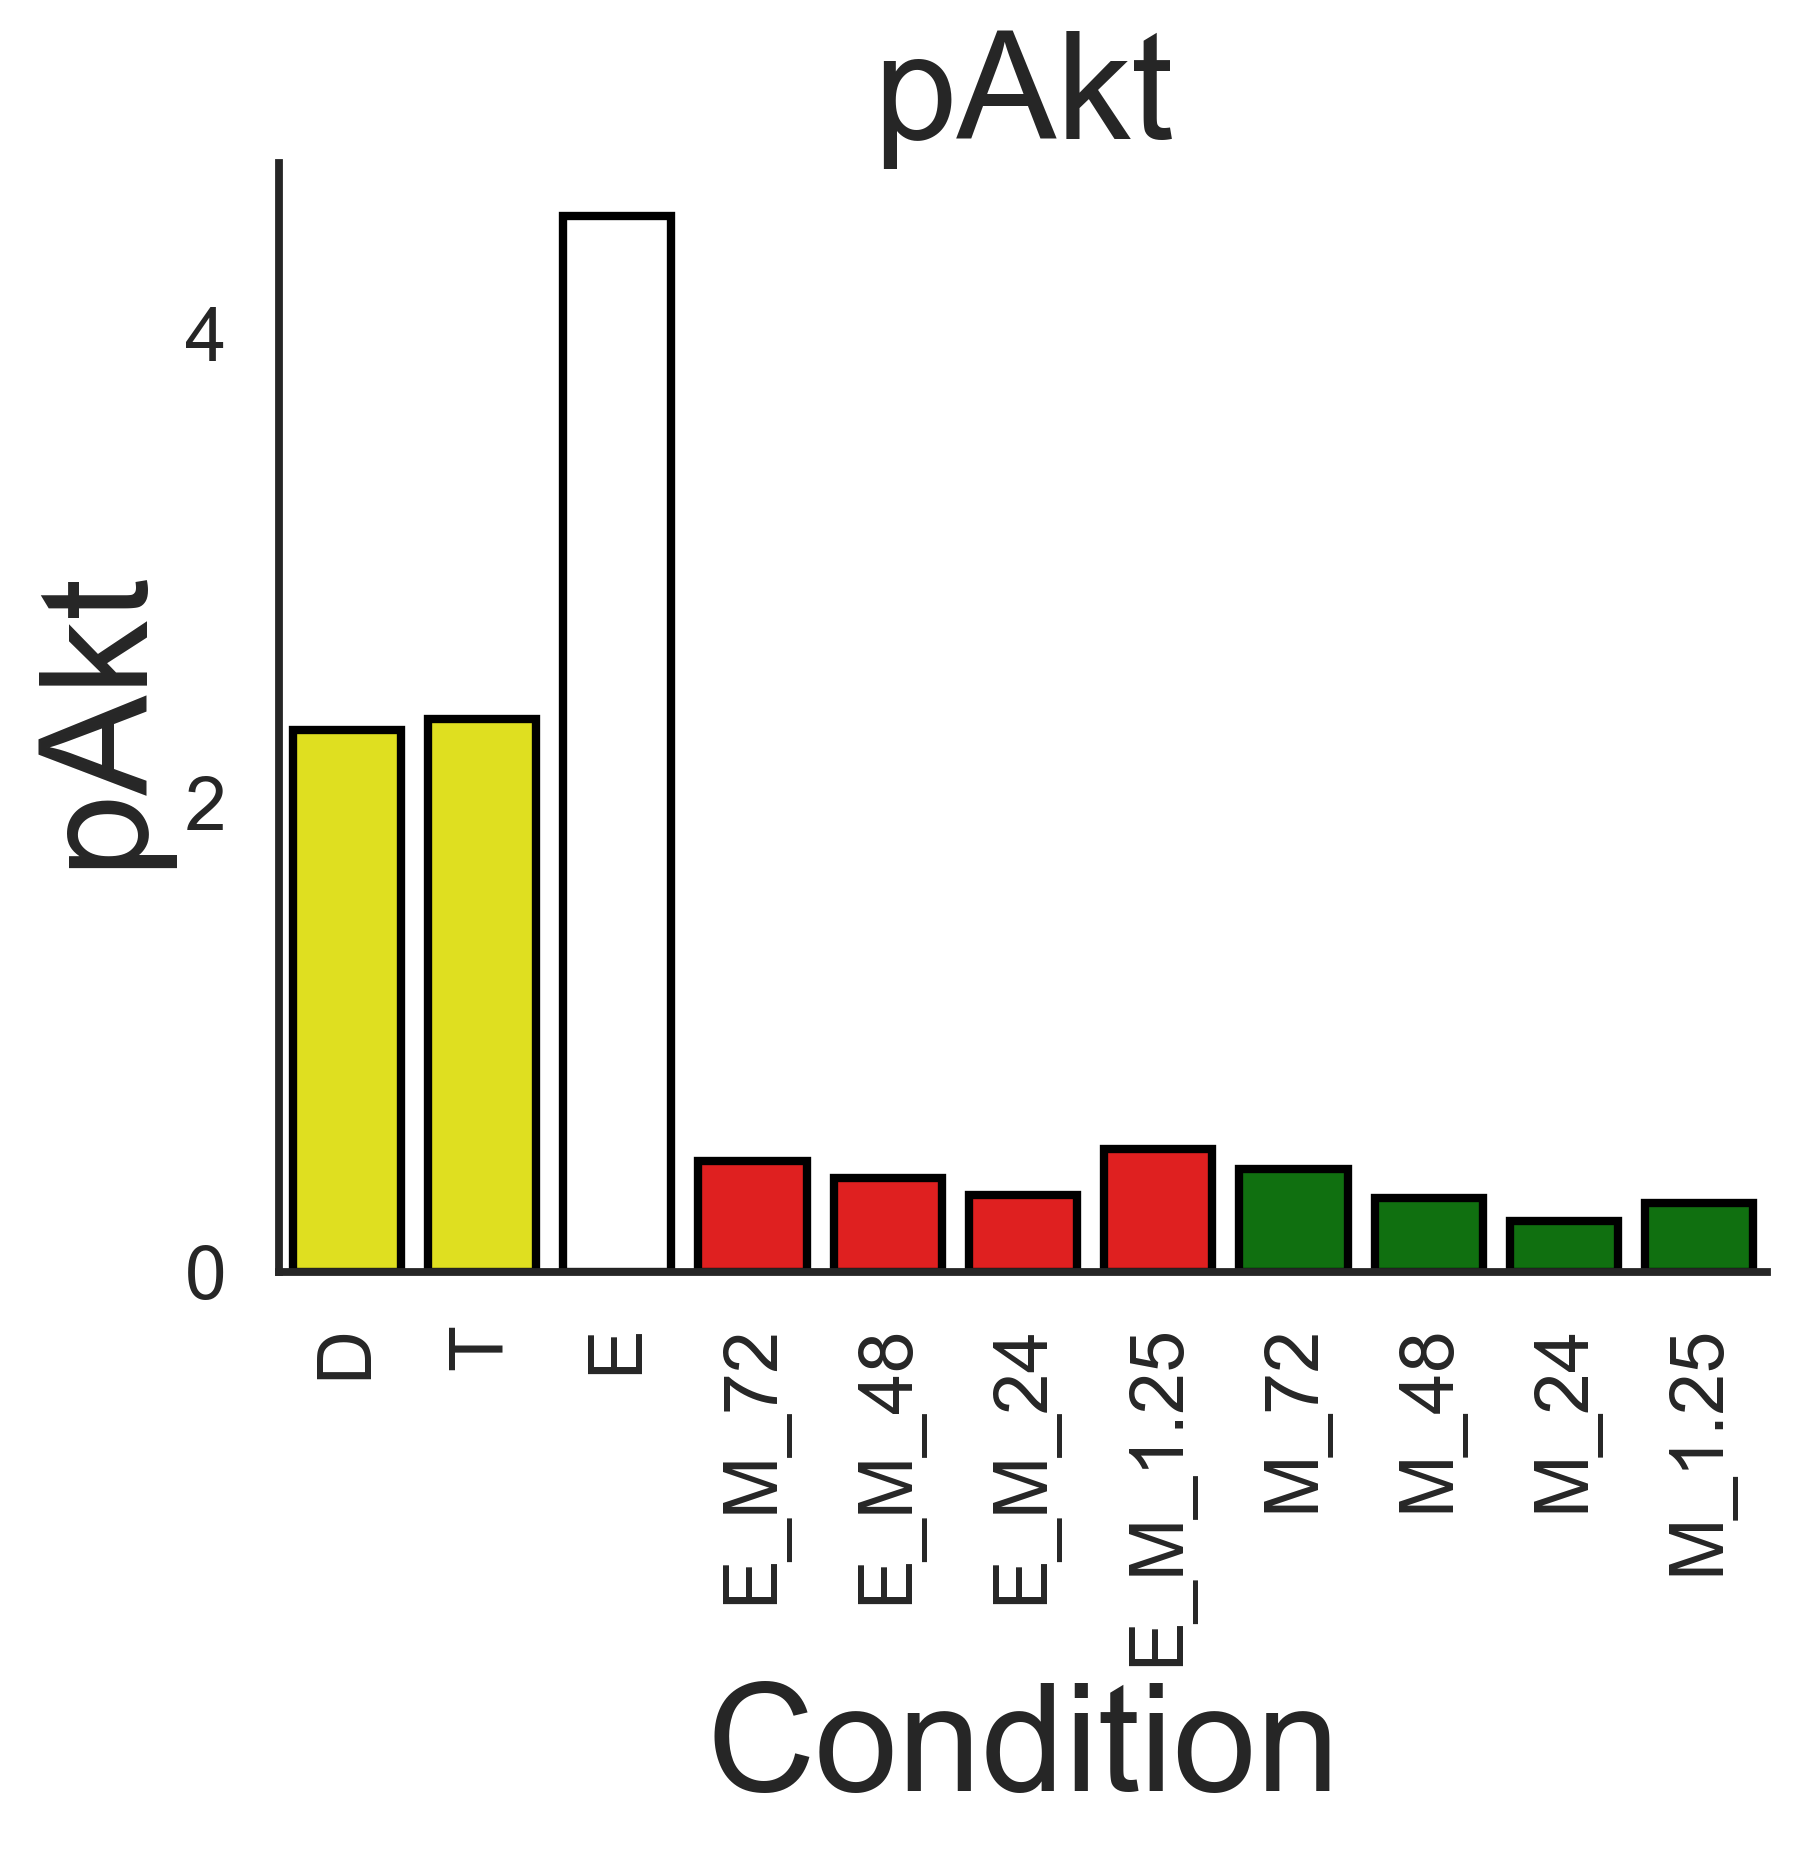 pAkt
pAkt
4
2
0
D
T
E
E_M_72
E_M_48
E_M_24
E_M_1.25
M_72
M_48
M_24
M_1.25
Condition